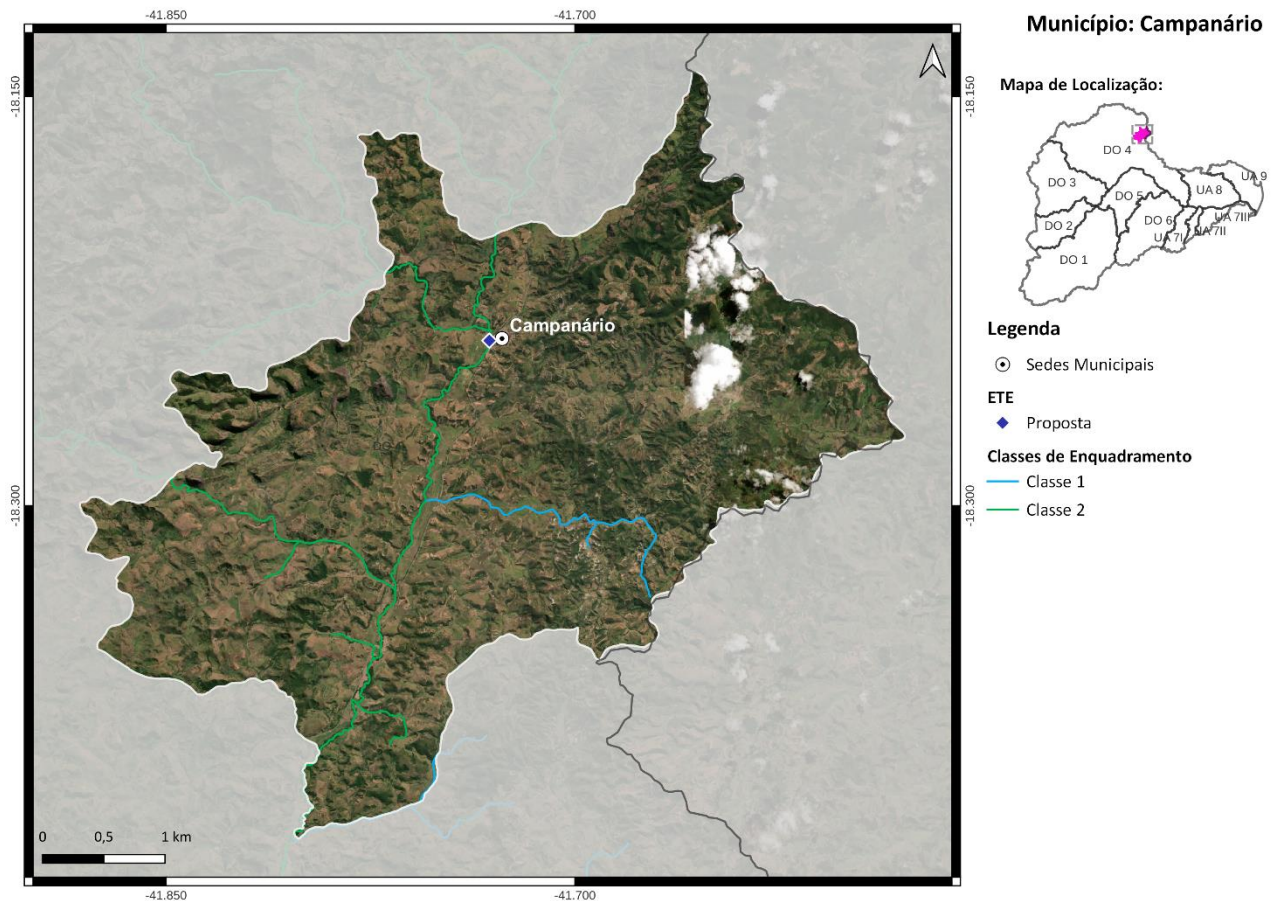 Município: Campanário
-41.850
-41.700
-18.150
-18.150
Mapa de Localização:
DO 4
DO 3
DO 5
UA 8
UA 9
DO 2
DO 6
UA 7III
UA 7I
UA 7II
DO 1
Campanário
Legenda
Sedes Municipais
ETE
Proposta
Classes de Enquadramento
Classe 1
Classe 2
-18.300
-18.300
0
0,5
1 km
-41.850
-41.700